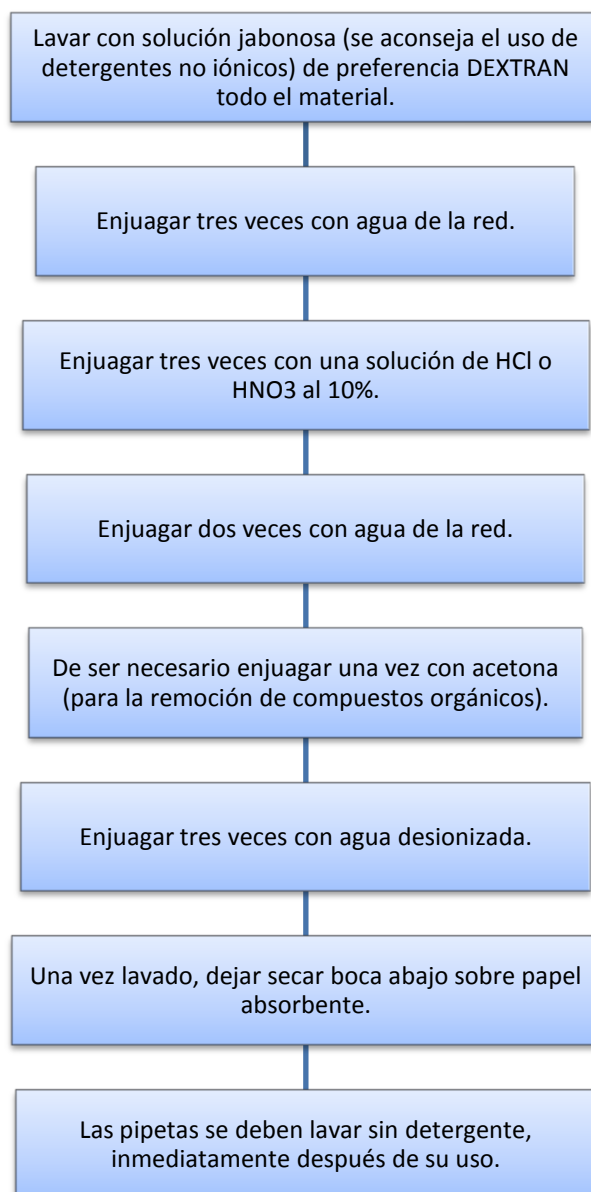 Lavar con solución jabonosa (se aconseja el uso de
detergentes no iónicos) de preferencia DEXTRAN
todo el material.
Enjuagar tres veces con agua de la red.
Enjuagar tres veces con una solución de HCl o
HNO3 al 10%.
Enjuagar dos veces con agua de la red.
De ser necesario enjuagar una vez con acetona
(para la remoción de compuestos orgánicos).
Enjuagar tres veces con agua desionizada.
Una vez lavado, dejar secar boca abajo sobre papel
absorbente.
Las pipetas se deben lavar sin detergente,
inmediatamente después de su uso.